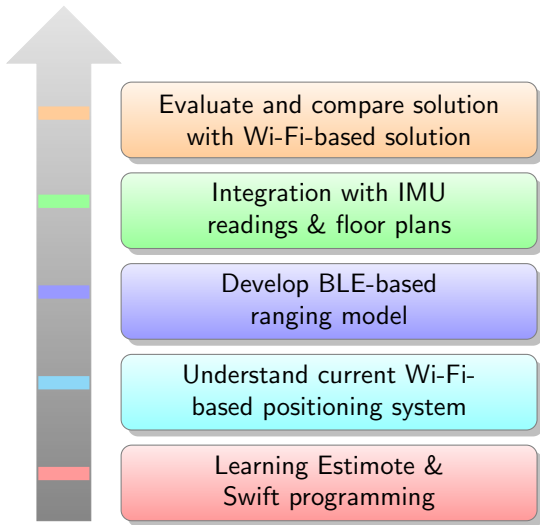 Evaluate and compare solution
with Wi-Fi-based solution
Integration with IMU
readings & floor plans
Develop BLE-based
ranging model
Understand current Wi-Fi-
based positioning system
Learning Estimote &
Swift programming